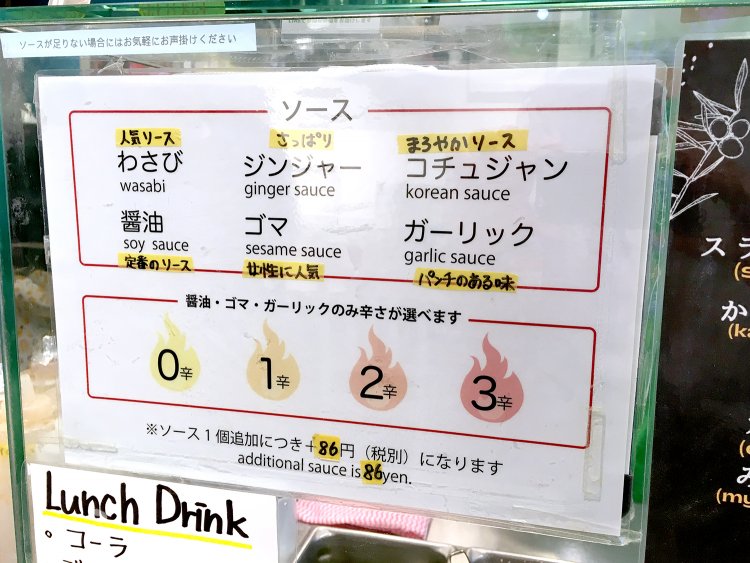 ソースが足りない場合にはお気軽にお声掛けください
ソース
人気ソース さっぱり まろやかソース
わさび ジンジャー コチュジャン
wasabi ginger sauce korean sauce
醤油 ゴマ ガーリック
soy sauce sesame sauce garlic sauce
定番のソース 女性に人気 パンチのある味
醤油・ゴマ・ガーリックのみ辛さが選べます
0辛 1辛 2辛 3辛
※ソース1個追加につき+86円（税別）になります
additional sauce is 86yen.
Lunch Drink
。コーラ
スラ
か
(ka
み
(my